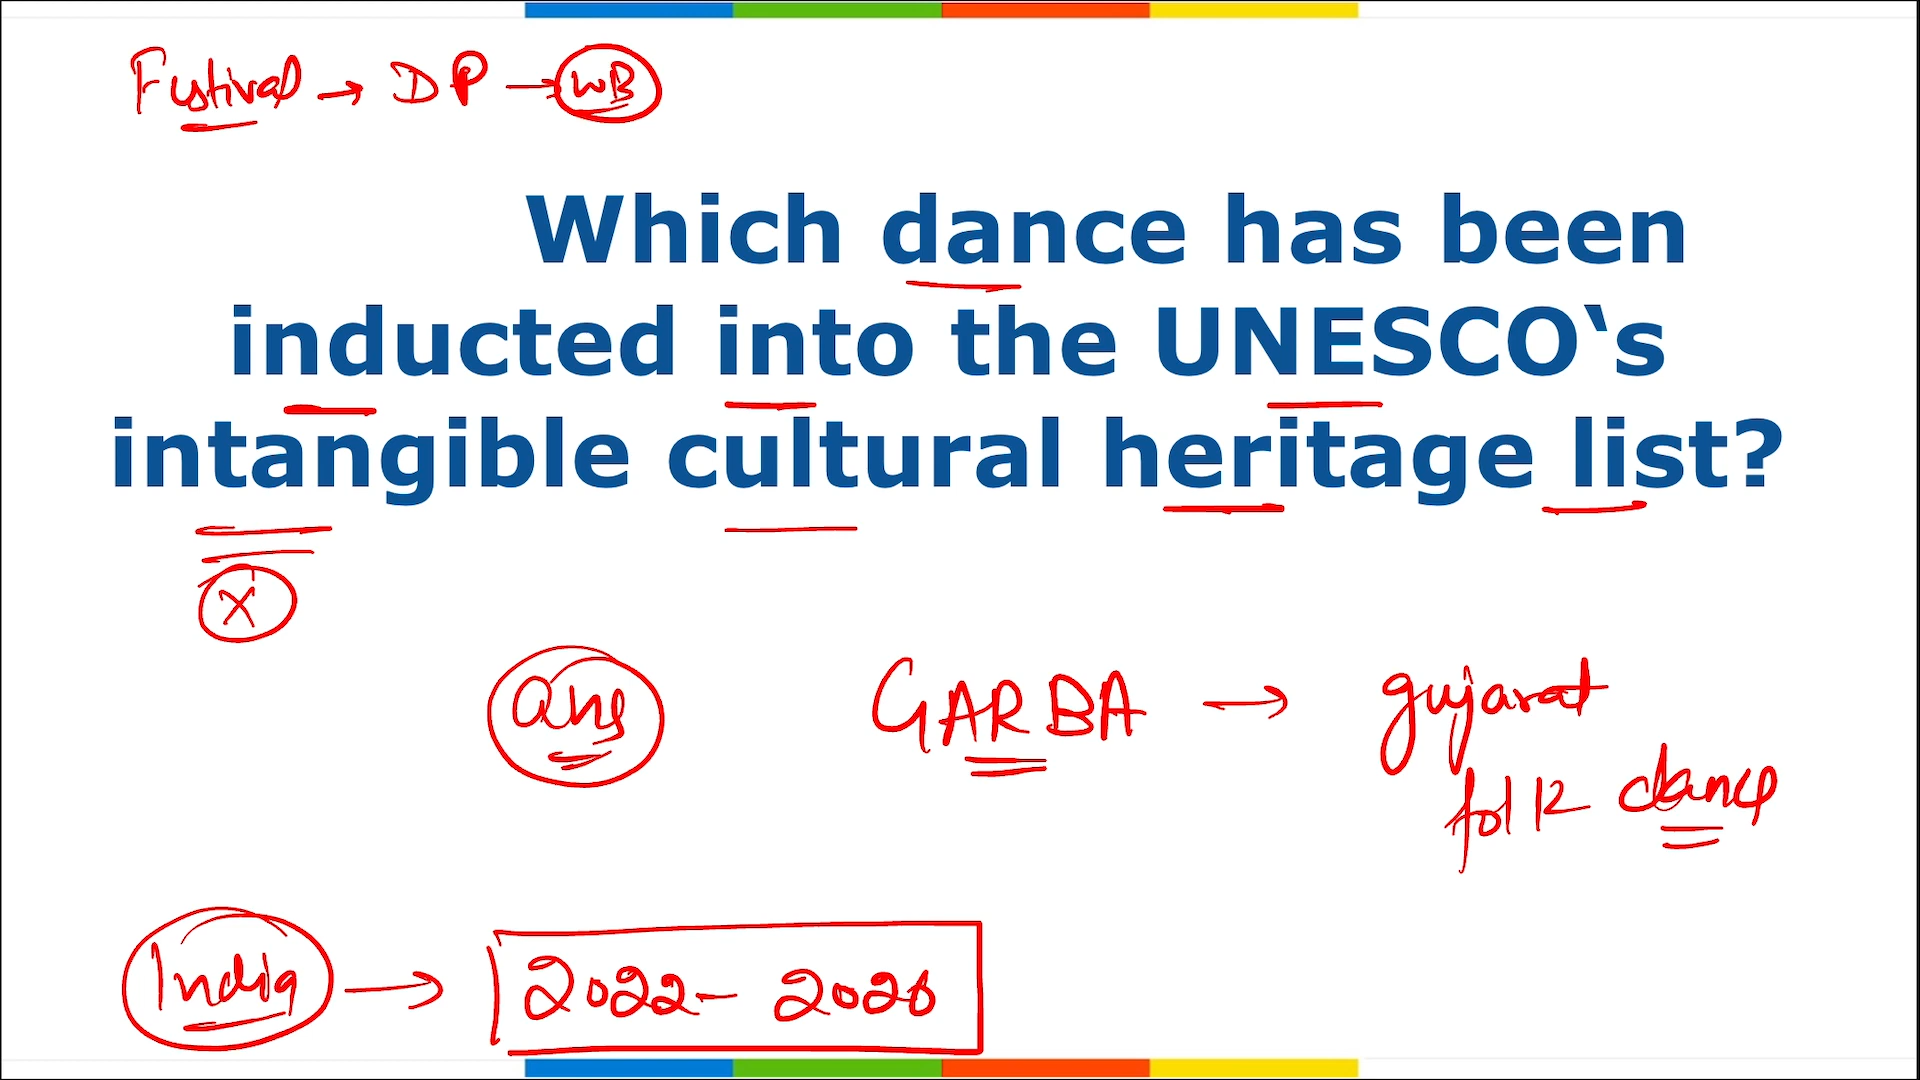 Festival → DP → WB
Which dance has been
inducted into the UNESCO‘s
intangible cultural heritage list?
X
Ans GARBA → gujarat
folk dance
India → 2022 - 2026